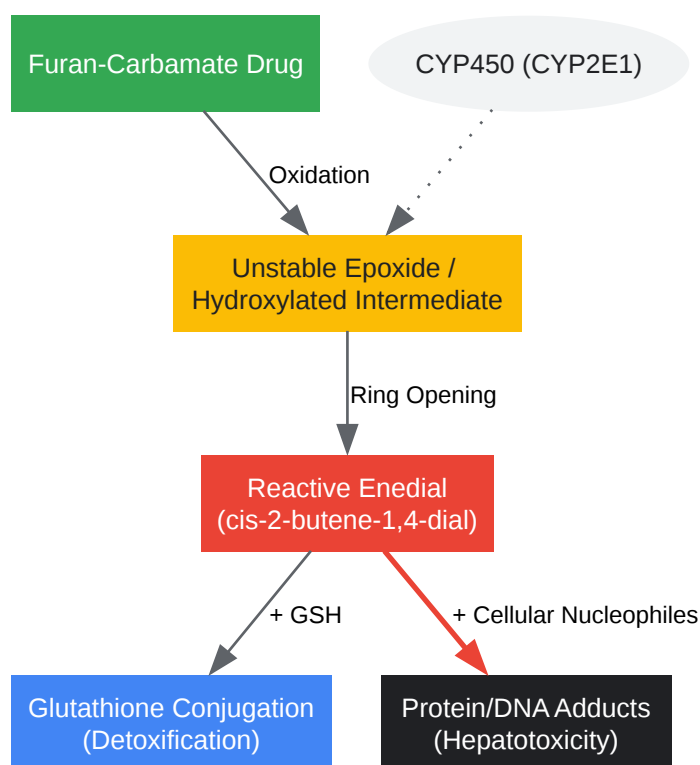 Furan-Carbamate Drug
CYP450 (CYP2E1)
Oxidation
Unstable Epoxide /
Hydroxylated Intermediate
Ring Opening
Reactive Enedial
(cis-2-butene-1,4-dial)
+ GSH
+ Cellular Nucleophiles
Glutathione Conjugation
(Detoxification)
Protein/DNA Adducts
(Hepatotoxicity)